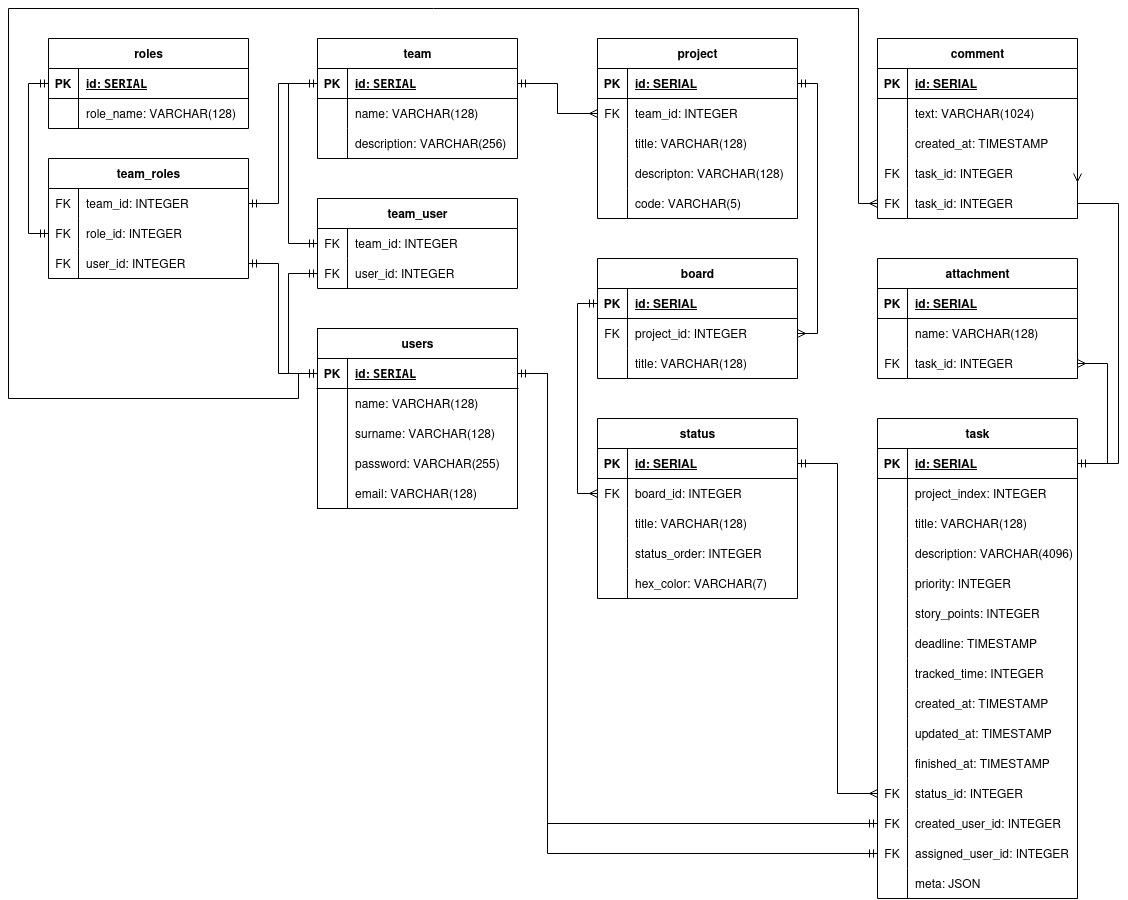 roles
PK id: SERIAL
role_name: VARCHAR(128)
team_roles
FK team_id: INTEGER
FK role_id: INTEGER
FK user_id: INTEGER
team
PK id: SERIAL
name: VARCHAR(128)
description: VARCHAR(256)
team_user
FK team_id: INTEGER
FK user_id: INTEGER
users
PK id: SERIAL
name: VARCHAR(128)
surname: VARCHAR(128)
password: VARCHAR(255)
email: VARCHAR(128)
project
PK id: SERIAL
FK team_id: INTEGER
title: VARCHAR(128)
descripton: VARCHAR(128)
code: VARCHAR(5)
board
PK id: SERIAL
FK project_id: INTEGER
title: VARCHAR(128)
status
PK id: SERIAL
FK board_id: INTEGER
title: VARCHAR(128)
status_order: INTEGER
hex_color: VARCHAR(7)
comment
PK id: SERIAL
text: VARCHAR(1024)
created_at: TIMESTAMP
FK task_id: INTEGER
FK task_id: INTEGER
attachment
PK id: SERIAL
name: VARCHAR(128)
FK task_id: INTEGER
task
PK id: SERIAL
project_index: INTEGER
title: VARCHAR(128)
description: VARCHAR(4096)
priority: INTEGER
story_points: INTEGER
deadline: TIMESTAMP
tracked_time: INTEGER
created_at: TIMESTAMP
updated_at: TIMESTAMP
finished_at: TIMESTAMP
FK status_id: INTEGER
FK created_user_id: INTEGER
FK assigned_user_id: INTEGER
meta: JSON